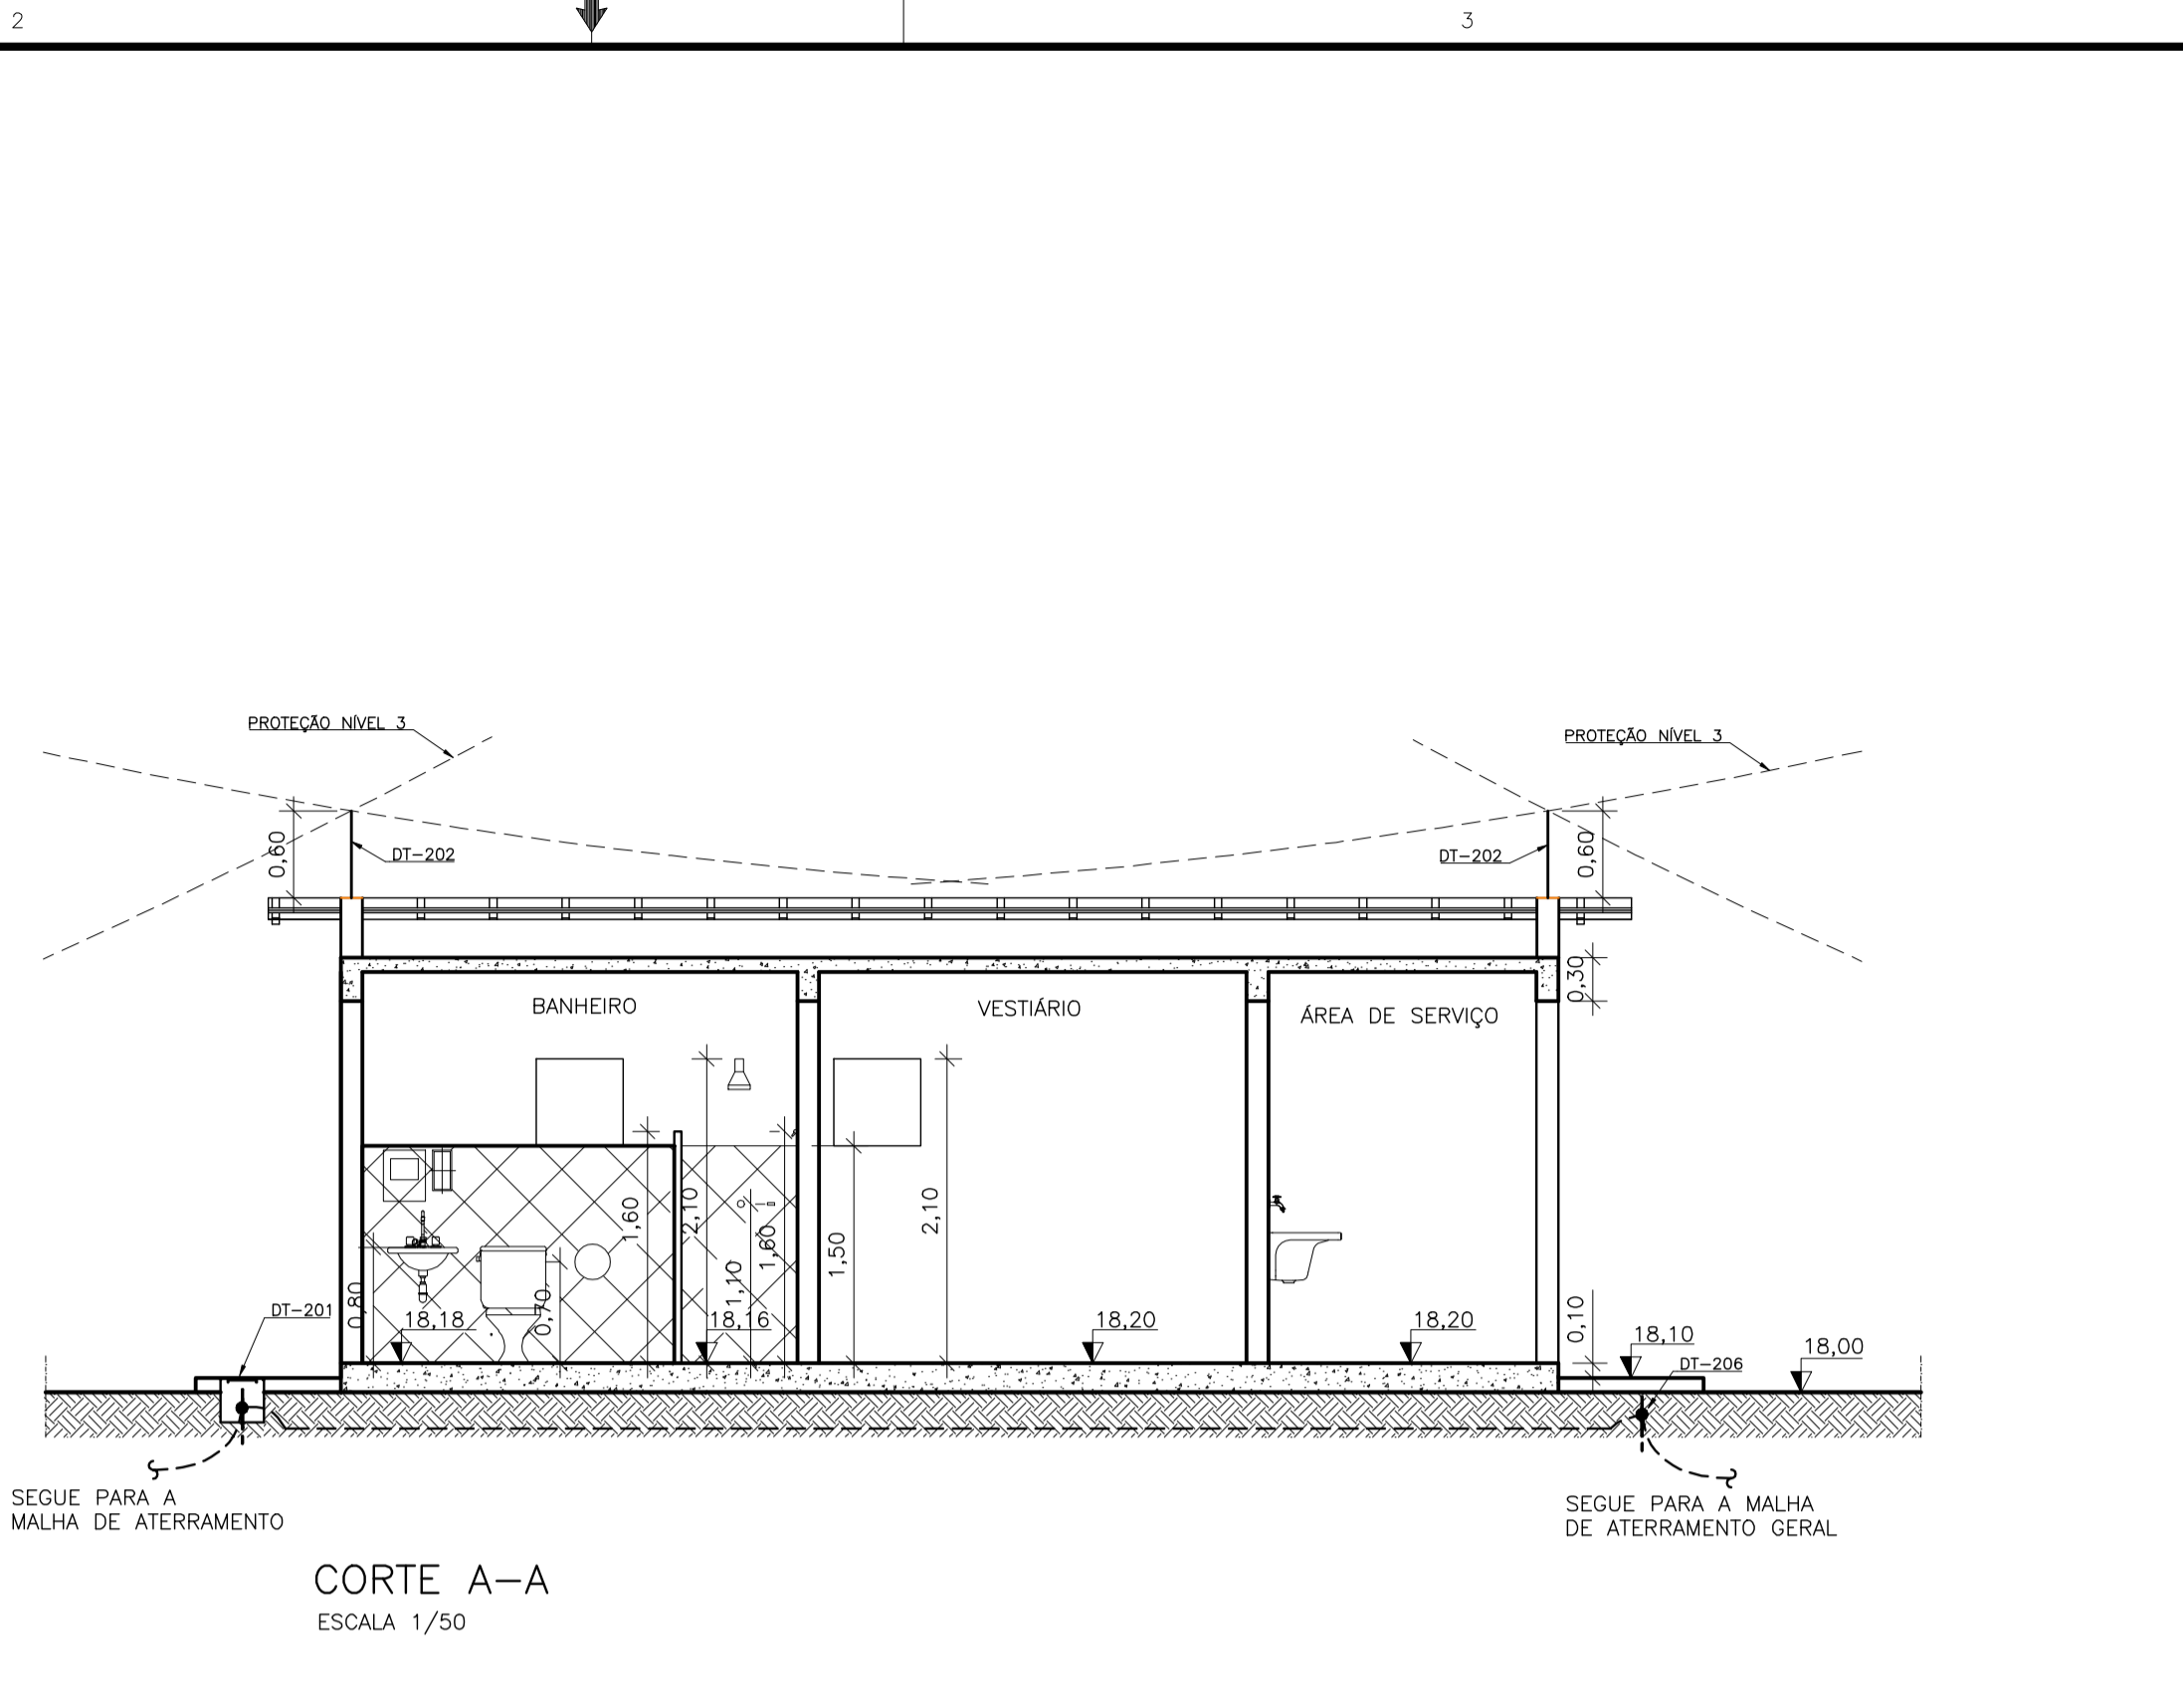 2
3
PROTEÇÃO NÍVEL 3
PROTEÇÃO NÍVEL 3
0,60
DT-202
DT-202
0,60
0,30
BANHEIRO
VESTIÁRIO
ÁREA DE SERVIÇO
1,60
2,10
2,10
1,60
1,50
1,10
0,80
0,70
18,18
18,16
18,20
18,20
0,10
18,10
18,00
DT-201
DT-206
SEGUE PARA A
MALHA DE ATERRAMENTO
SEGUE PARA A MALHA
DE ATERRAMENTO GERAL
CORTE A-A
ESCALA 1/50